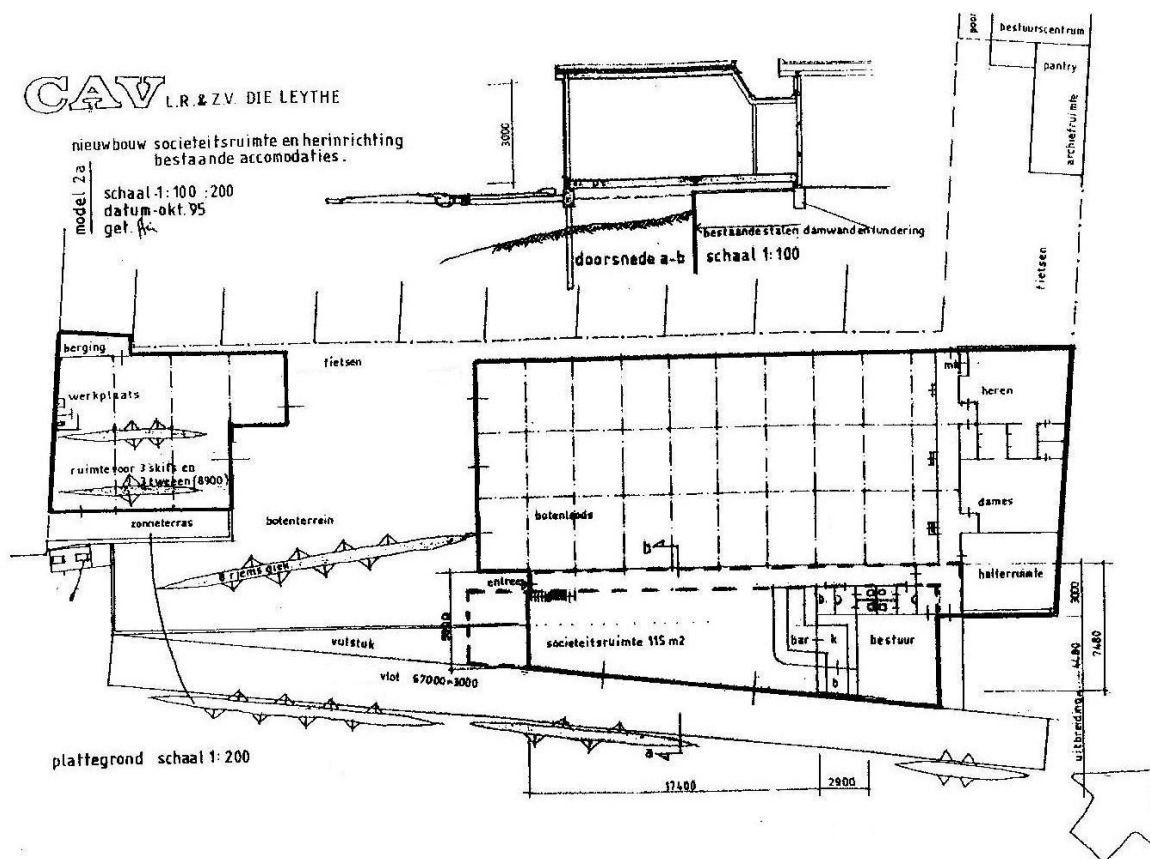 CAV L.R.& Z.V. DIE LEYTHE
nieuwbouw societeitsruimte en herinrichting
bestaande accomodaties.
model 2a
schaal 1:100 :200
datum-okt. '95
get.
3000
bestaande stalen damwand en fundering
doorsnede a-b schaal 1:100
bestuurscentrum
pantry
archiefruimte
fietsen
berging
fietsen
werkplaats
heren
ruimte voor 3 skifs en
3 tweeen (8900)
dames
zonneterras
botenterrein
botenloods
b
8 riems giek
entree
halterruimte
3000
7480
uitbreiding 4480
volstuk
societeitsruimte 115 m2
bar
k
bestuur
b
vlot 67000 x 3000
a
plattegrond schaal 1:200
17400
2900